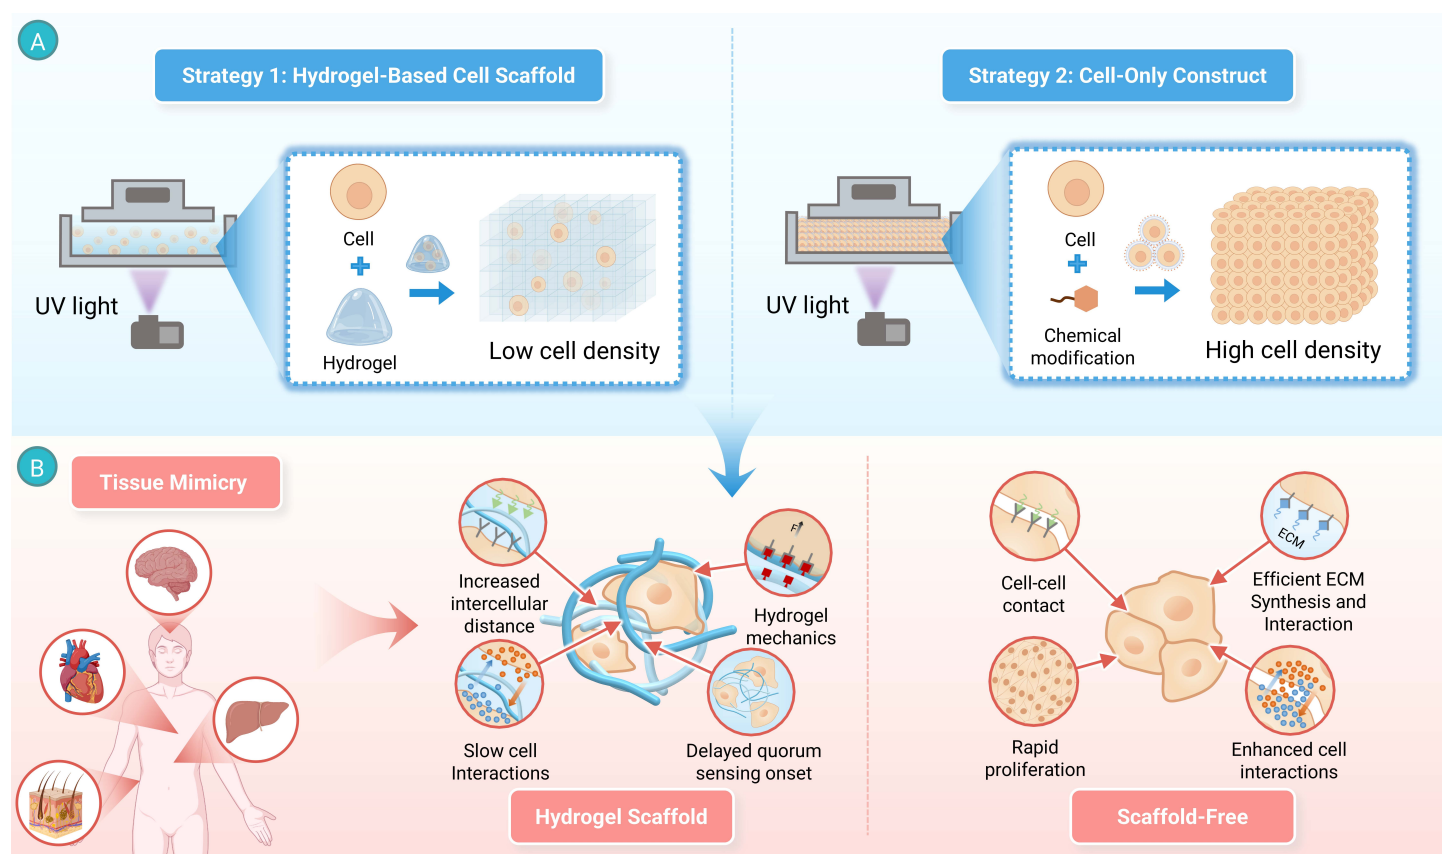 A
Strategy 1: Hydrogel-Based Cell Scaffold
Strategy 2: Cell-Only Construct
UV light
Cell
Hydrogel
Low cell density
UV light
Cell
Chemical
modification
High cell density
B
Tissue Mimicry
Increased
intercellular
distance
F
Hydrogel
mechanics
Slow cell
Interactions
Delayed quorum
sensing onset
Hydrogel Scaffold
Cell-cell
contact
ECM
Efficient ECM
Synthesis and
Interaction
Rapid
proliferation
Enhanced cell
interactions
Scaffold-Free